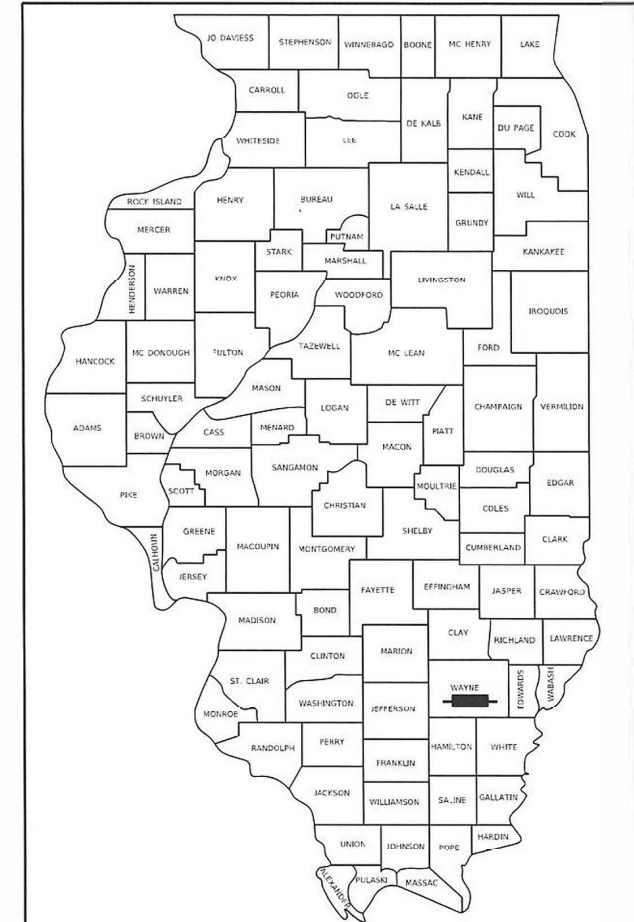 JO DAVIESS
STEPHENSON
WINNEBAGO
BOONE
MC HENRY
LAKE
CARROLL
OGLE
DE KALB
KANE
DU PAGE
COOK
WHITESIDE
LEE
KENDALL
WILL
ROCK ISLAND
HENRY
BUREAU
LA SALLE
GRUNDY
MERCER
PUTNAM
STARK
MARSHALL
KANKAKEE
HENDERSON
WARREN
KNOX
PEORIA
WOODFORD
LIVINGSTON
IROQUOIS
HANCOCK
MC DONOUGH
FULTON
TAZEWELL
MC LEAN
FORD
SCHUYLER
MASON
LOGAN
DE WITT
CHAMPAIGN
VERMILION
ADAMS
BROWN
CASS
MENARD
MACON
PIATT
PIKE
SCOTT
MORGAN
SANGAMON
CHRISTIAN
MOULTRIE
DOUGLAS
EDGAR
COLES
CALHOUN
GREENE
MACOUPIN
MONTGOMERY
SHELBY
CUMBERLAND
CLARK
JERSEY
FAYETTE
EFFINGHAM
JASPER
CRAWFORD
MADISON
BOND
CLAY
RICHLAND
LAWRENCE
CLINTON
MARION
ST. CLAIR
WAYNE
EDWARDS
WABASH
MONROE
WASHINGTON
JEFFERSON
RANDOLPH
PERRY
HAMILTON
WHITE
FRANKLIN
JACKSON
WILLIAMSON
SALINE
GALLATIN
UNION
JOHNSON
POPE
HARDIN
ALEXANDER
PULASKI
MASSAC